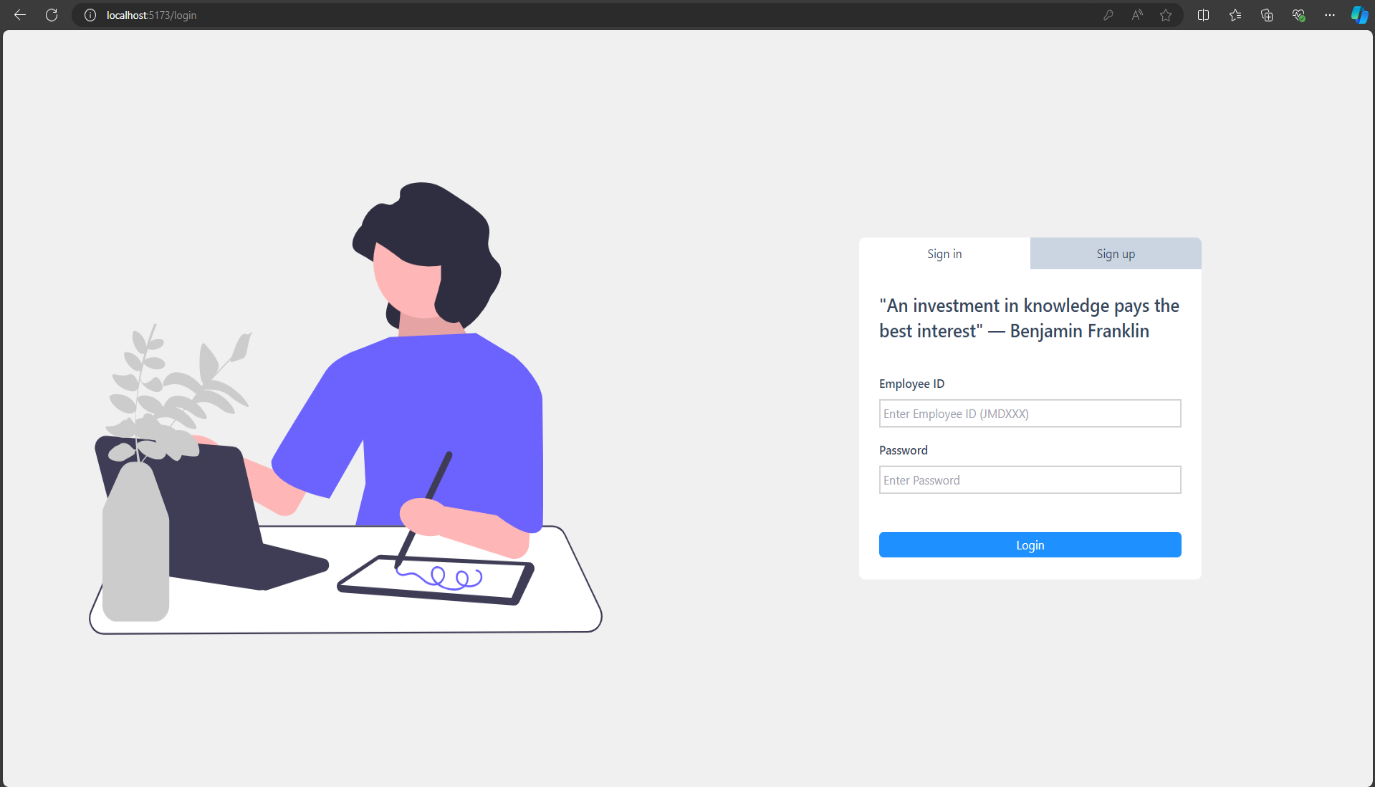 localhost:5173/login
Sign in
Sign up
"An investment in knowledge pays the
best interest" — Benjamin Franklin
Employee ID
Enter Employee ID (JMDXXX)
Password
Enter Password
Login